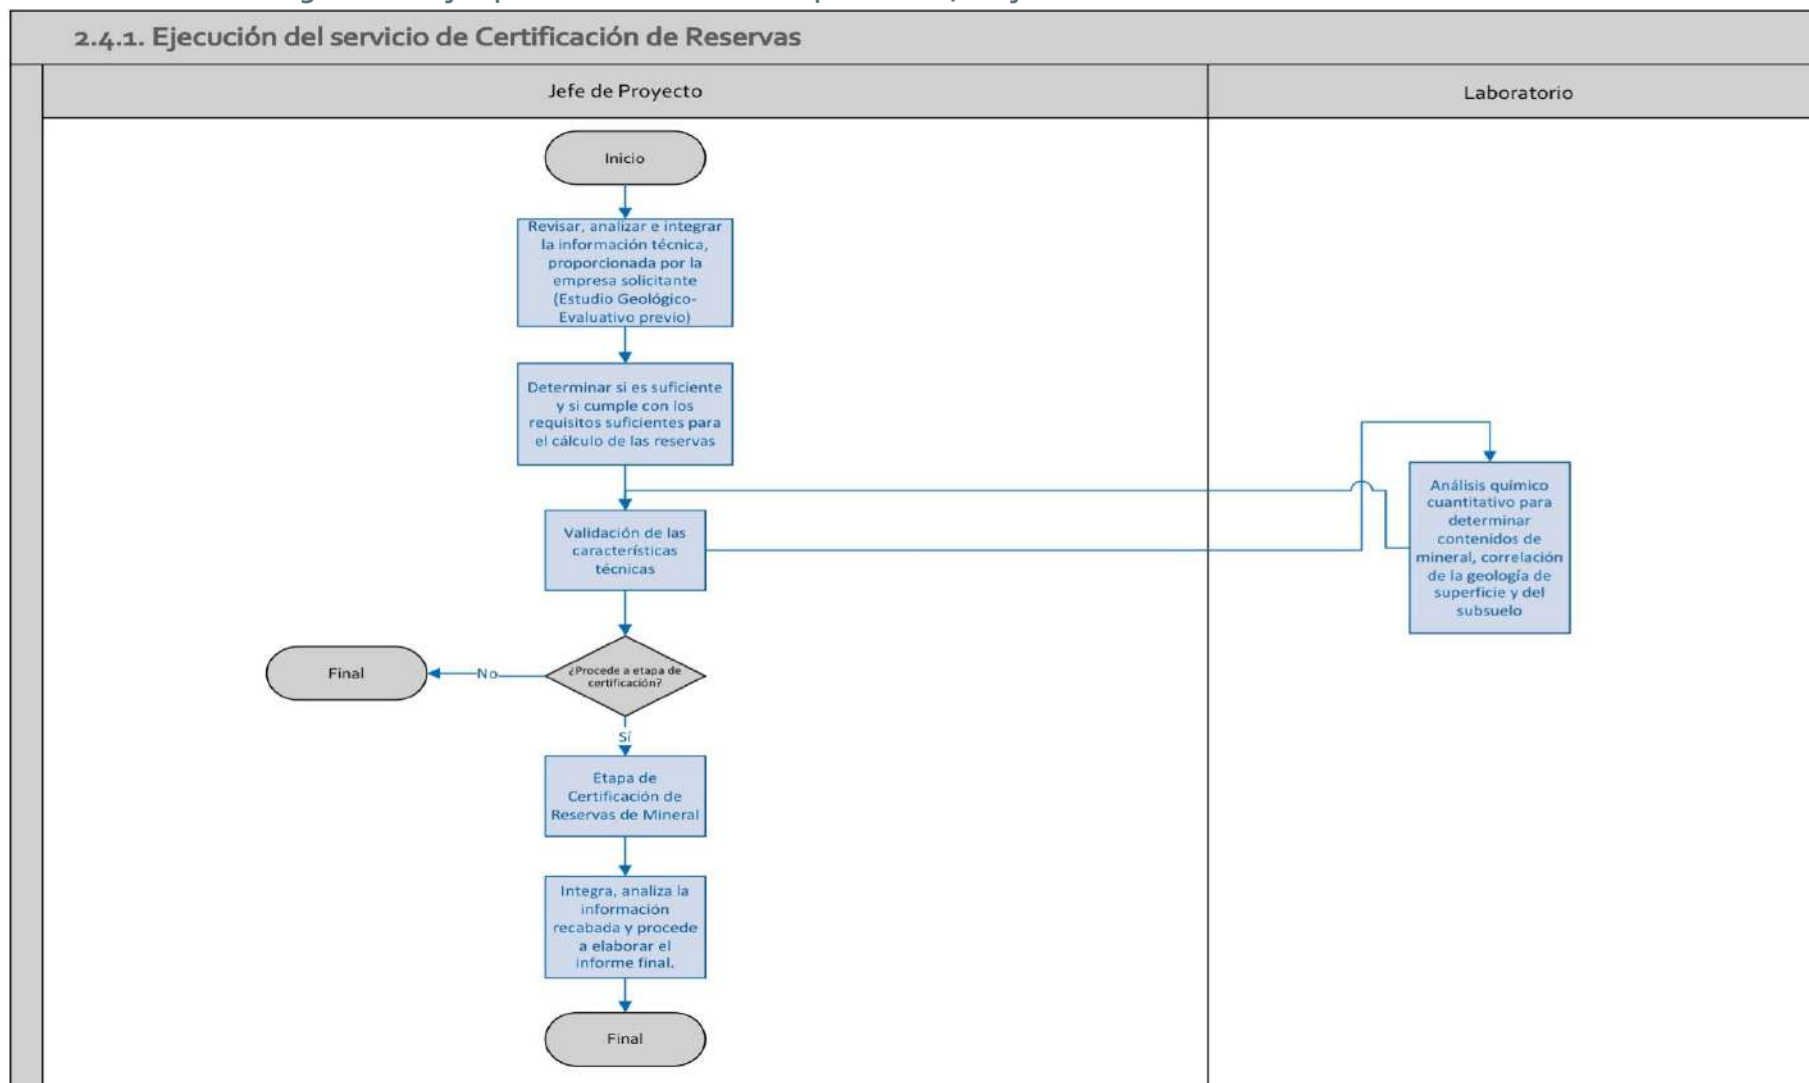 2.4.1. Ejecución del servicio de Certificación de Reservas
Jefe de Proyecto
Laboratorio
Inicio
Revisar, analizar e integrar
la información técnica,
proporcionada por la
empresa solicitante
(Estudio Geológico-
Evaluativo previo)
Determinar si es suficiente
y si cumple con los
requisitos suficientes para
el cálculo de las reservas
Validación de las
características
técnicas
Análisis químico
cuantitativo para
determinar
contenidos de
mineral, correlación
de la geología de
superficie y del
subsuelo
¿Procede a etapa de
certificación?
No
Final
Sí
Etapa de
Certificación de
Reservas de Mineral
Integra, analiza la
información
recabada y procede
a elaborar el
informe final.
Final